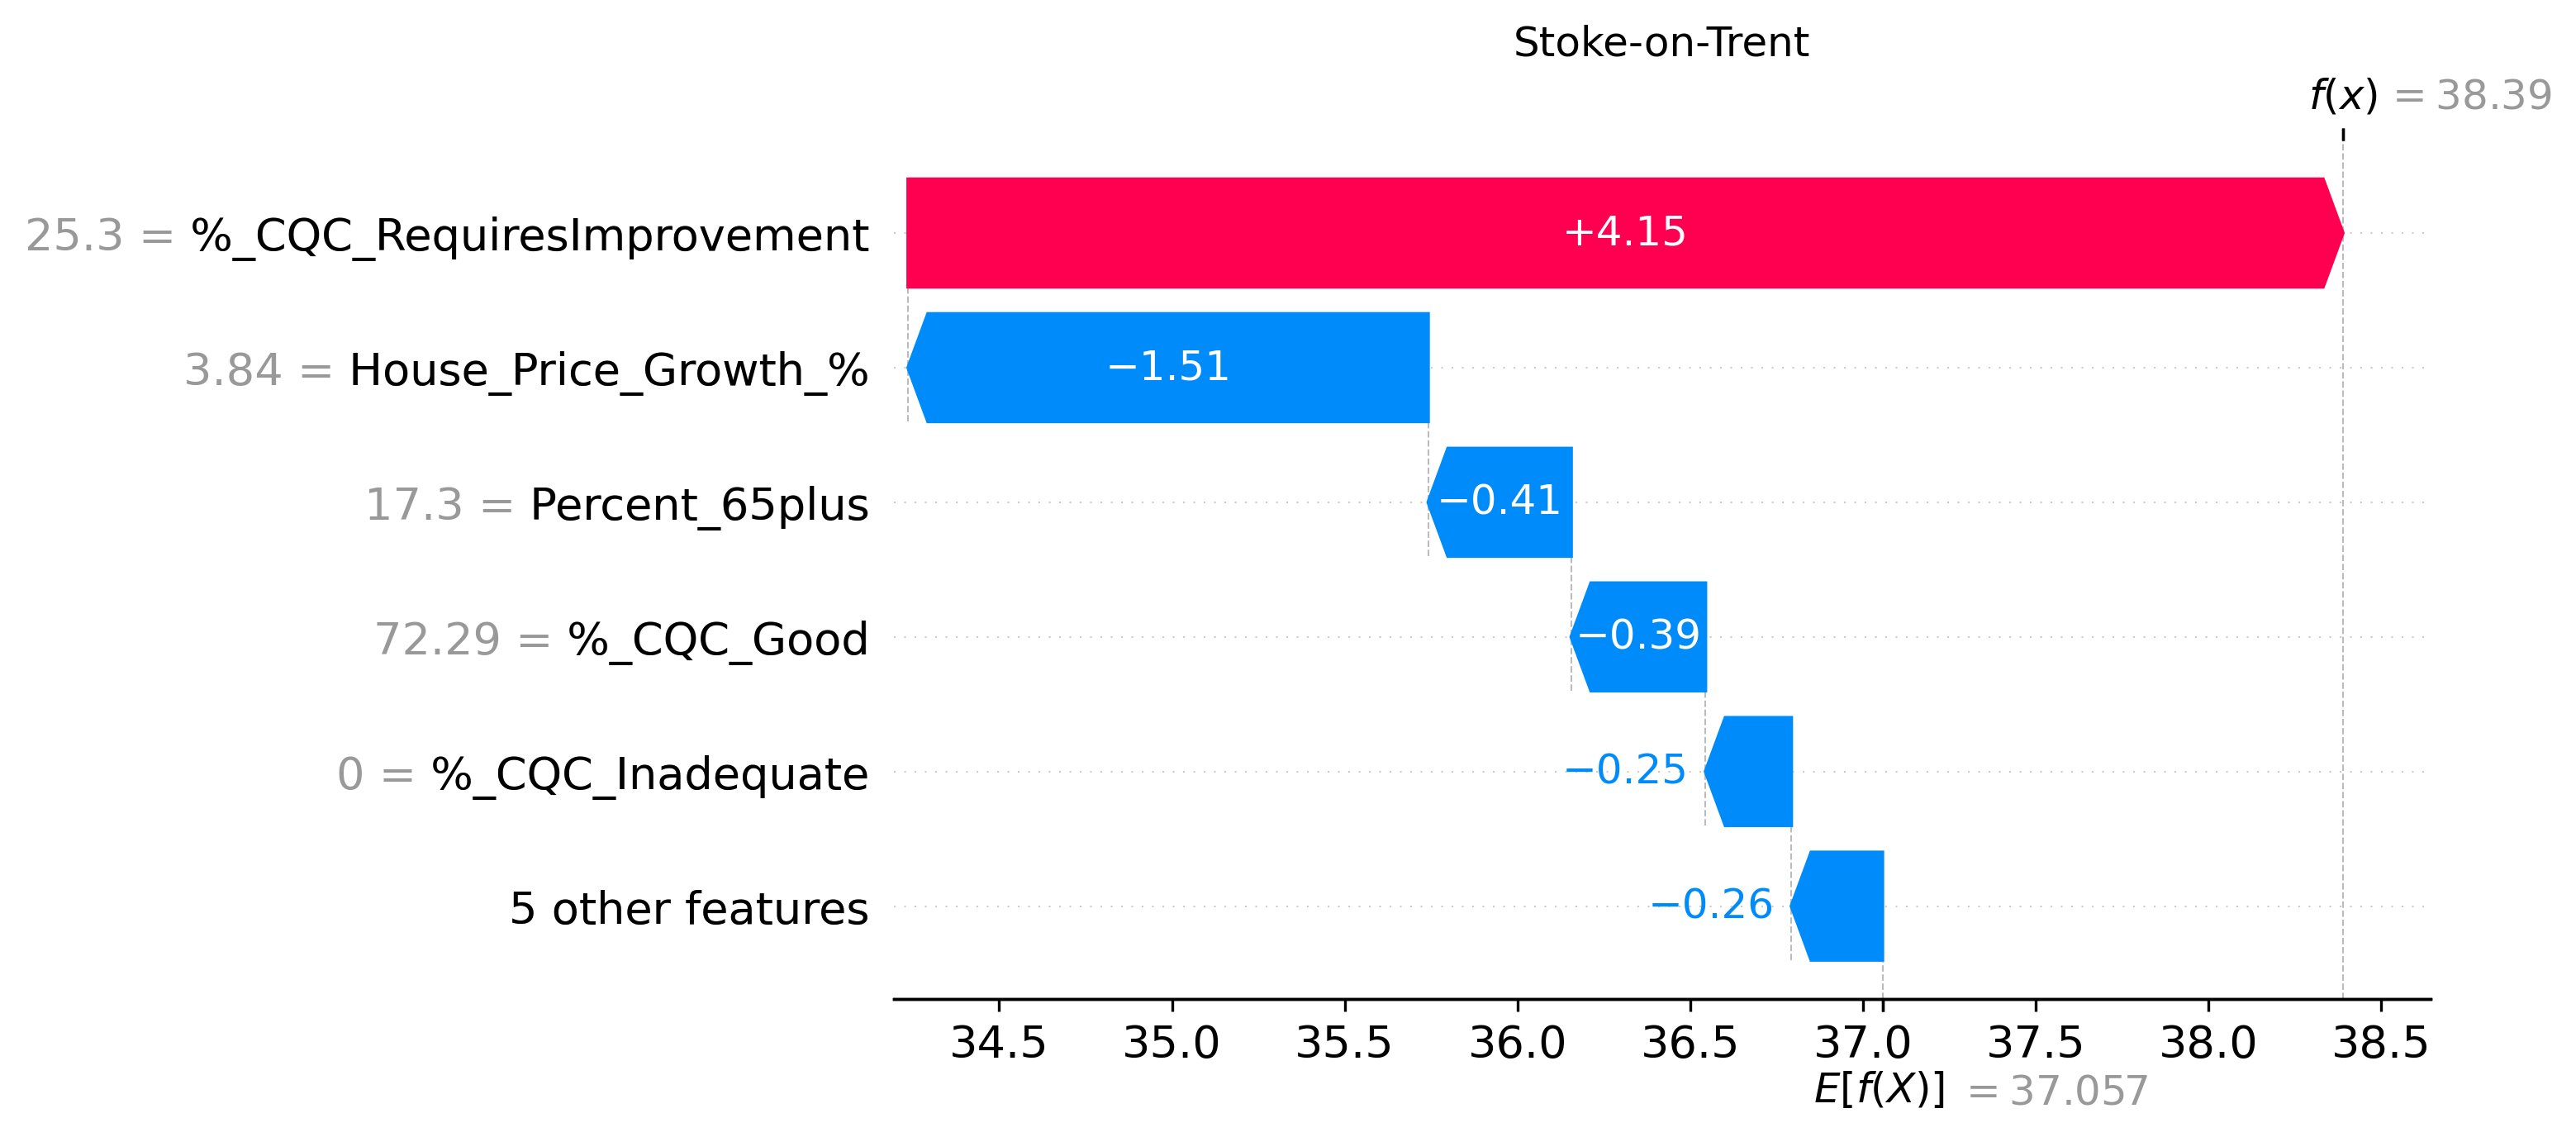 Stoke-on-Trent
f(x) = 38.39
25.3 = %_CQC_RequiresImprovement +4.15
3.84 = House_Price_Growth_% −1.51
17.3 = Percent_65plus −0.41
72.29 = %_CQC_Good −0.39
0 = %_CQC_Inadequate −0.25
5 other features −0.26
34.5 35.0 35.5 36.0 36.5 37.0 37.5 38.0 38.5
E[f(X)] = 37.057